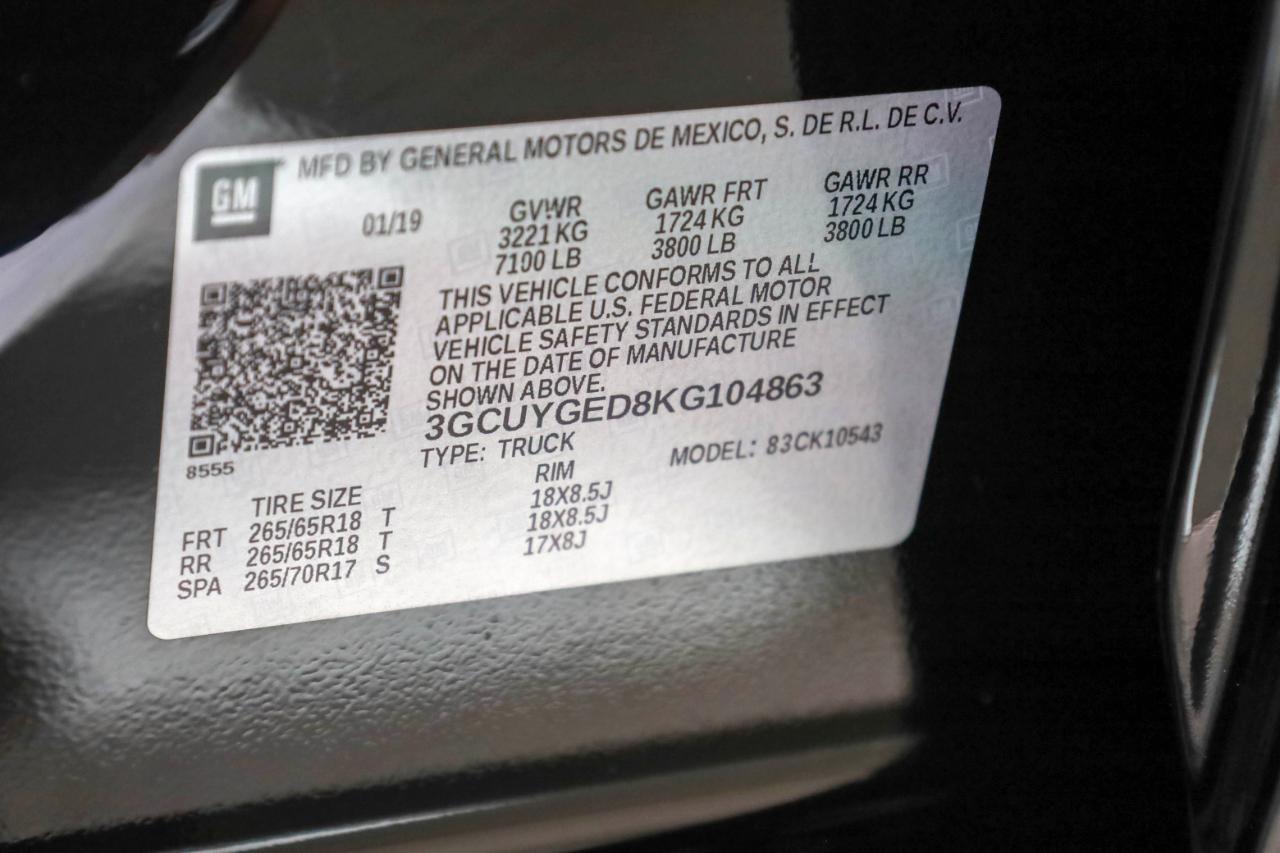 MFD BY GENERAL MOTORS DE MEXICO, S. DE R.L. DE C.V.
GM
01/19
GVWR
3221 KG
7100 LB
GAWR FRT
1724 KG
3800 LB
GAWR RR
1724 KG
3800 LB
THIS VEHICLE CONFORMS TO ALL
APPLICABLE U.S. FEDERAL MOTOR
VEHICLE SAFETY STANDARDS IN EFFECT
ON THE DATE OF MANUFACTURE
SHOWN ABOVE.
3GCUYGED8KG104863
TYPE: TRUCK MODEL: 83CK10543
8555
TIRE SIZE RIM
FRT 265/65R18 T 18X8.5J
RR 265/65R18 T 18X8.5J
SPA 265/70R17 S 17X8J